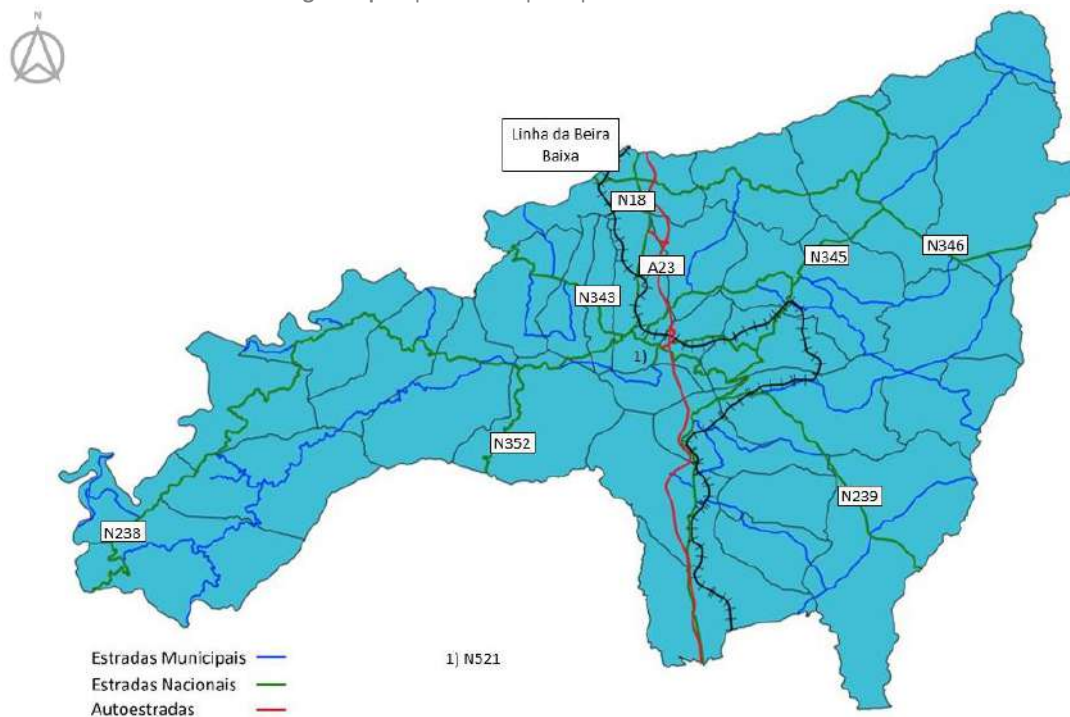 N
Linha da Beira
Baixa
N18
N346
N345
A23
N343
1)
N352
N239
N238
Estradas Municipais
1) N521
Estradas Nacionais
Autoestradas